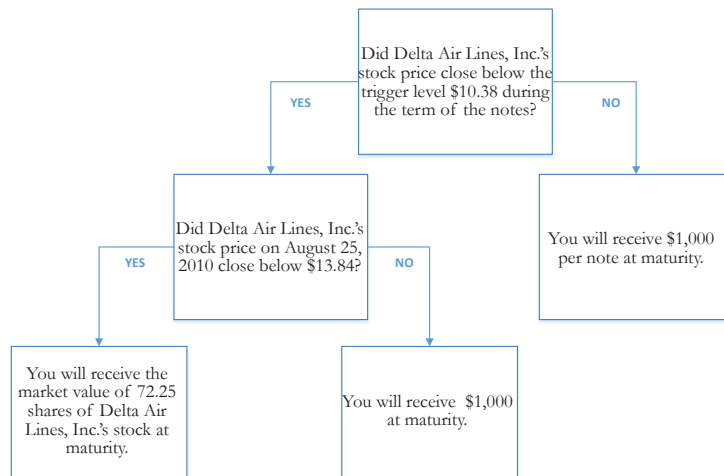 Did Delta Air Lines, Inc.'s
stock price close below the
trigger level $10.38 during
the term of the notes?
YES
NO
Did Delta Air Lines, Inc.'s
stock price on August 25,
2010 close below $13.84?
You will receive $1,000
per note at maturity.
YES
NO
You will receive the
market value of 72.25
shares of Delta Air
Lines, Inc.'s stock at
maturity.
You will receive $1,000
at maturity.